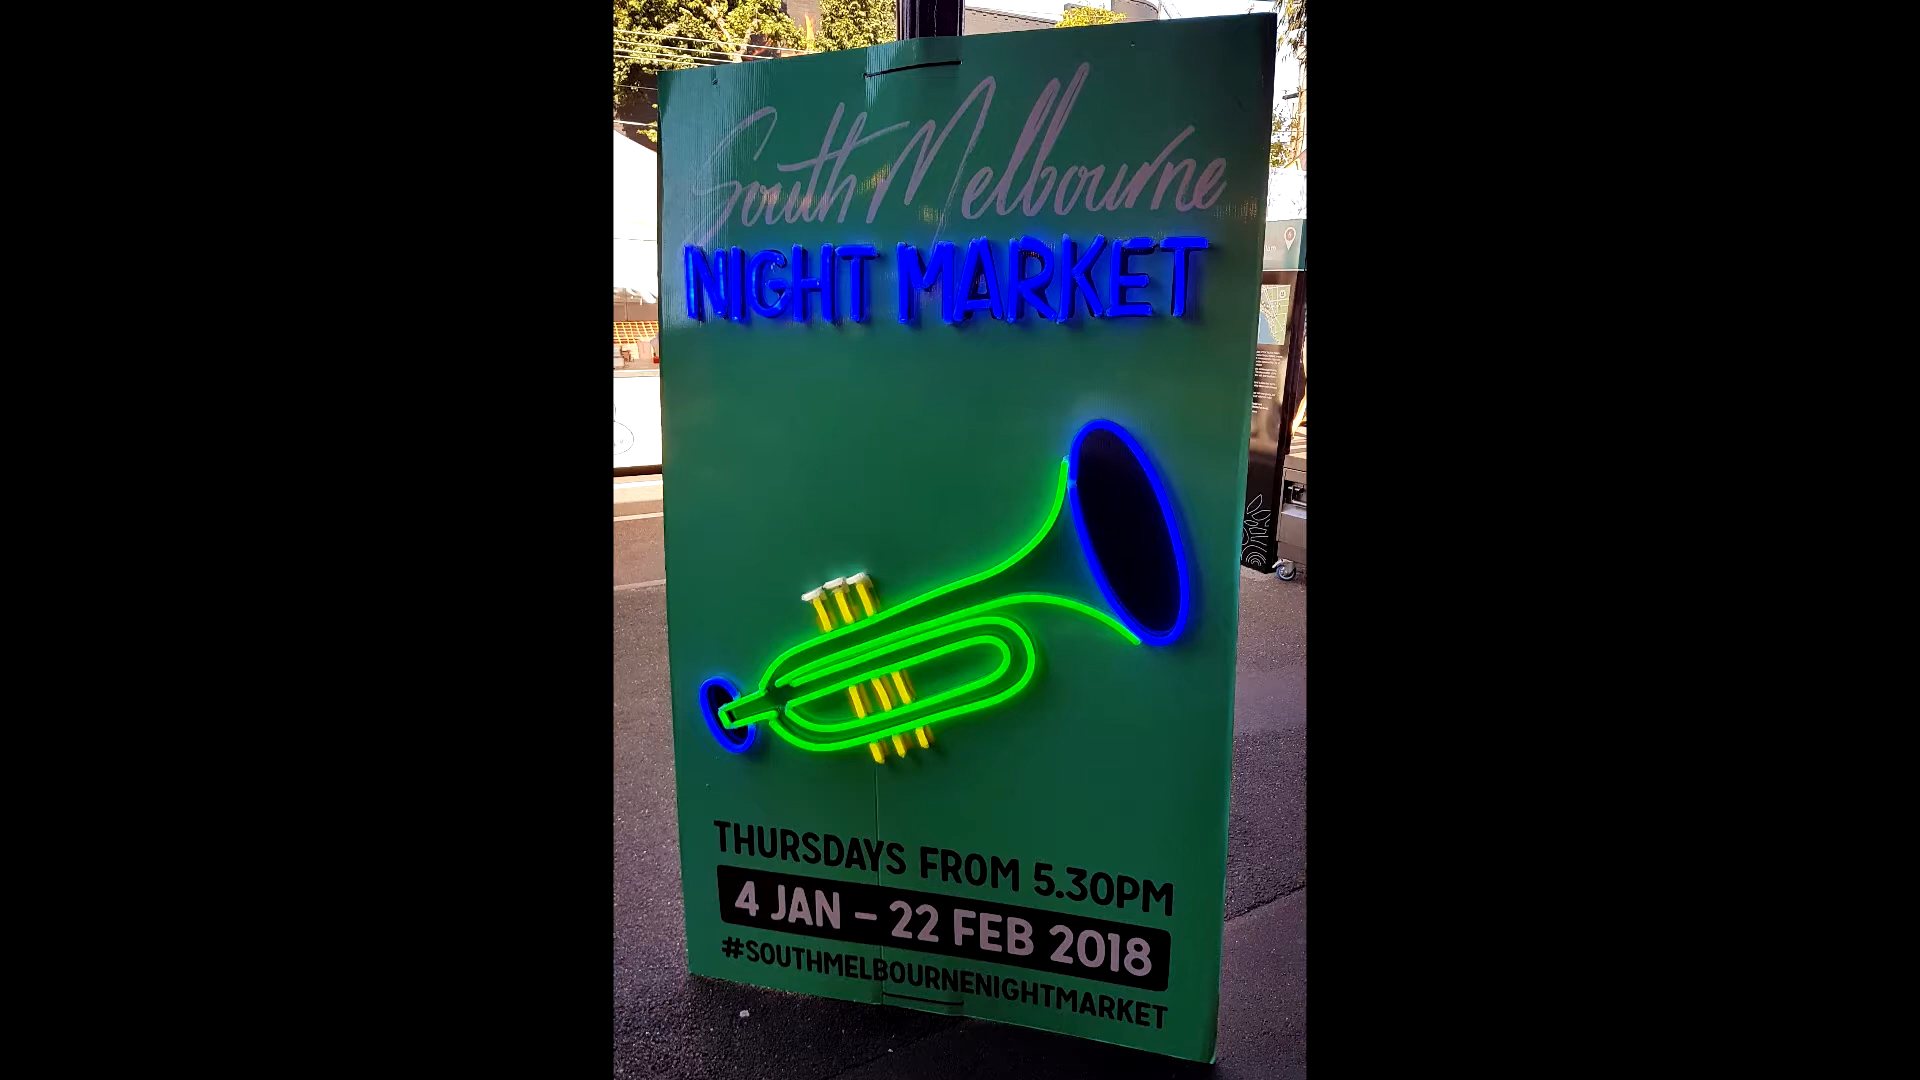 South Melbourne
NIGHT MARKET
THURSDAYS FROM 5.30PM
4 JAN – 22 FEB 2018
#SOUTHMELBOURNENIGHTMARKET